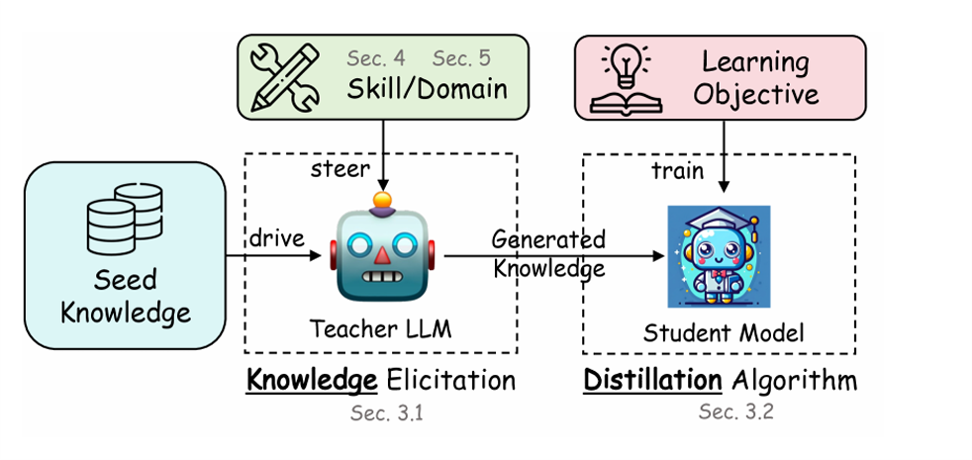 Sec. 4 Sec. 5
Skill/Domain
Learning
Objective
steer
train
drive
Generated
Knowledge
Seed
Knowledge
Teacher LLM
Student Model
Knowledge Elicitation
Sec. 3.1
Distillation Algorithm
Sec. 3.2